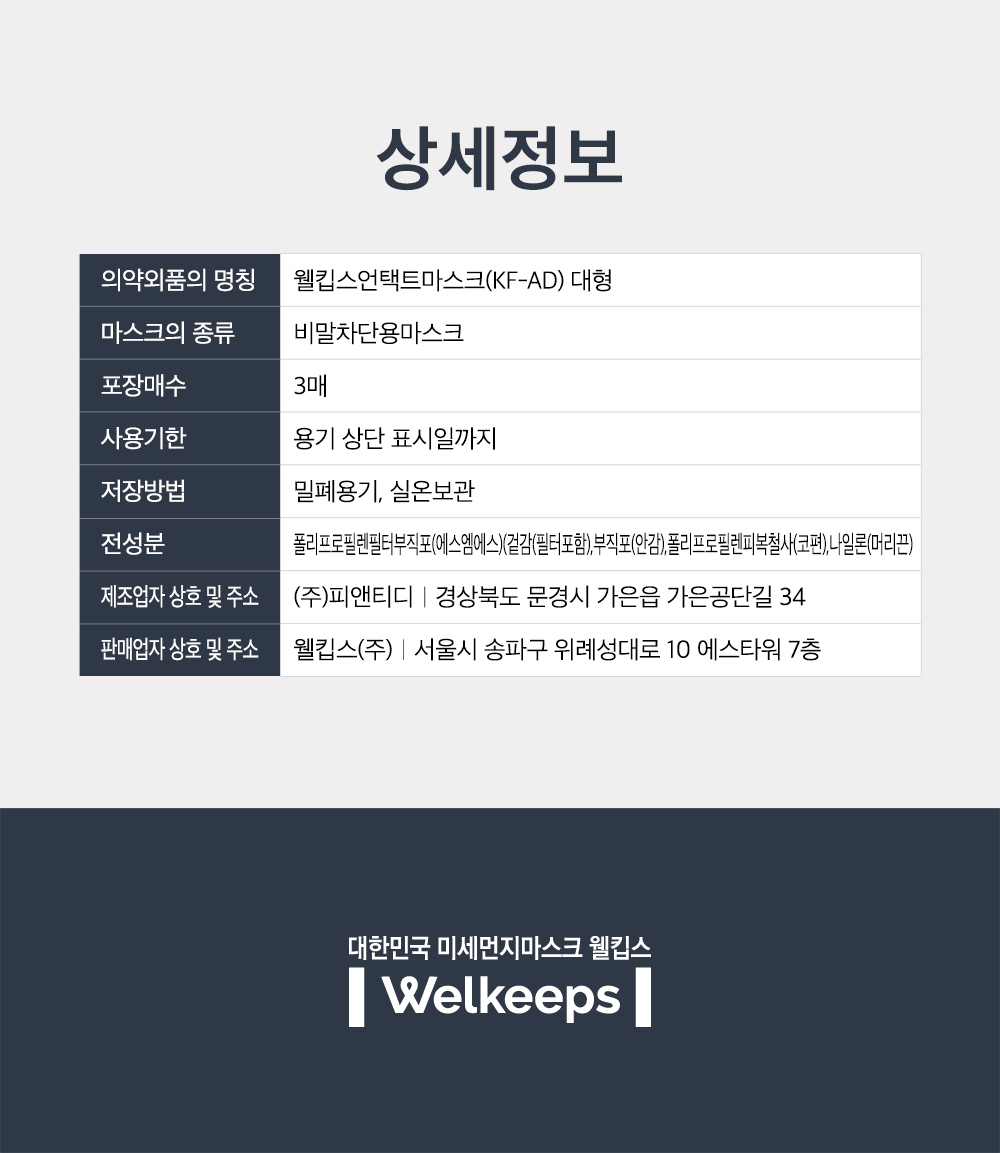 상세정보
의약외품의 명칭 웰킵스언택트마스크(KF-AD) 대형
마스크의 종류 비말차단용마스크
포장매수 3매
사용기한 용기 상단 표시일까지
저장방법 밀폐용기, 실온보관
전성분 폴리프로필렌필터부직포(에스엠에스)(겉감(필터포함),부직포(안감),폴리프로필렌피복철사(코편),나일론(머리끈)
제조업자 상호 및 주소 (주)피앤티디 | 경상북도 문경시 가은읍 가은공단길 34
판매업자 상호 및 주소 웰킵스(주) | 서울시 송파구 위례성대로 10 에스타워 7층
대한민국 미세먼지마스크 웰킵스
Welkeeps